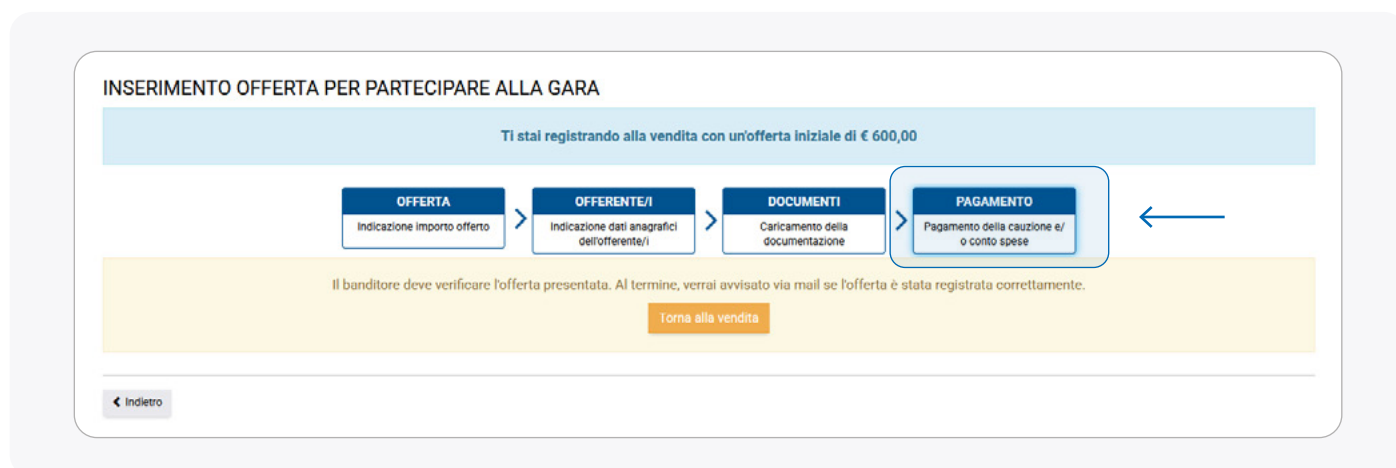 INSERIMENTO OFFERTA PER PARTECIPARE ALLA GARA
Ti stai registrando alla vendita con un'offerta iniziale di € 600,00
OFFERTA
Indicazione importo offerto
OFFERENTE/I
Indicazione dati anagrafici
dell'offerente/i
DOCUMENTI
Caricamento della
documentazione
PAGAMENTO
Pagamento della cauzione e/
o conto spese
Il banditore deve verificare l'offerta presentata. Al termine, verrai avvisato via mail se l'offerta è stata registrata correttamente.
Torna alla vendita
Indietro